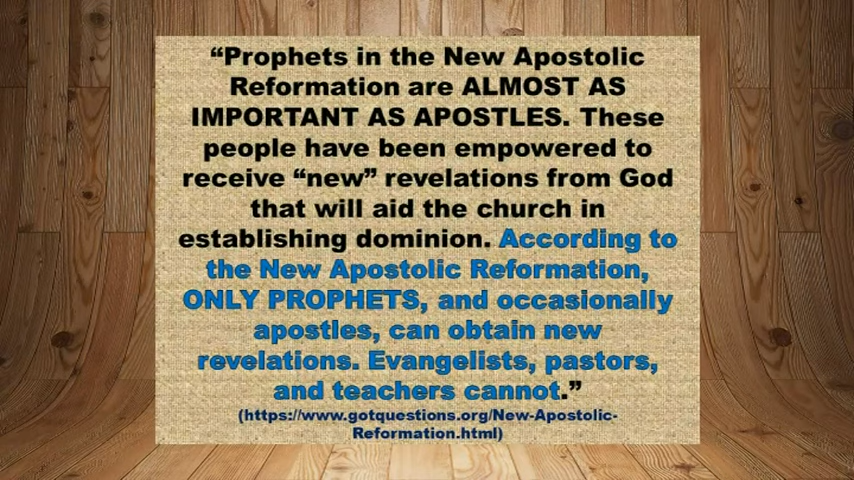 “Prophets in the New Apostolic
Reformation are ALMOST AS
IMPORTANT AS APOSTLES. These
people have been empowered to
receive “new” revelations from God
that will aid the church in
establishing dominion. According to
the New Apostolic Reformation,
ONLY PROPHETS, and occasionally
apostles, can obtain new
revelations. Evangelists, pastors,
and teachers cannot.”
(https://www.gotquestions.org/New-Apostolic-
Reformation.html)